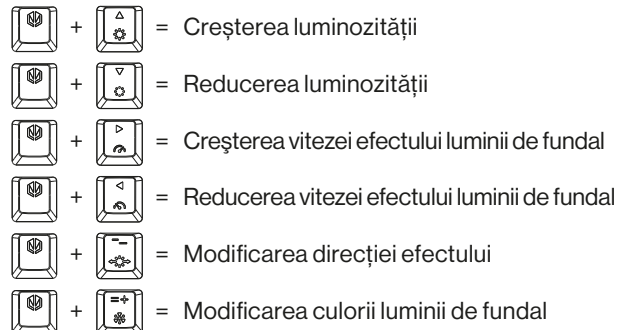 + = Creșterea luminozității
+ = Reducerea luminozității
+ = Creşterea vitezei efectului luminii de fundal
+ = Reducerea vitezei efectului luminii de fundal
+ -_ = Modificarea direcției efectului
+ =+ = Modificarea culorii luminii de fundal